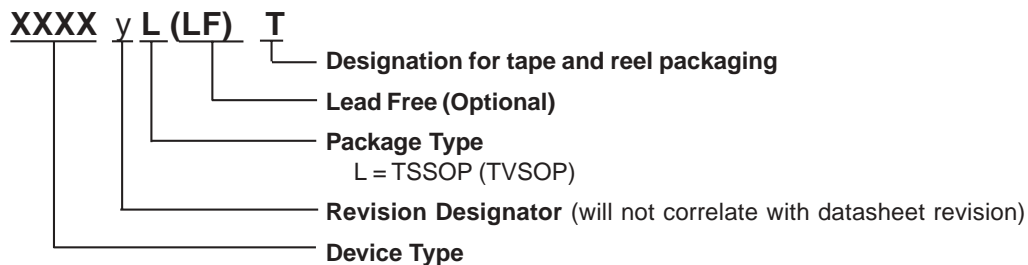 XXXX y L (LF) T
Designation for tape and reel packaging
Lead Free (Optional)
Package Type
L = TSSOP (TVSOP)
Revision Designator (will not correlate with datasheet revision)
Device Type